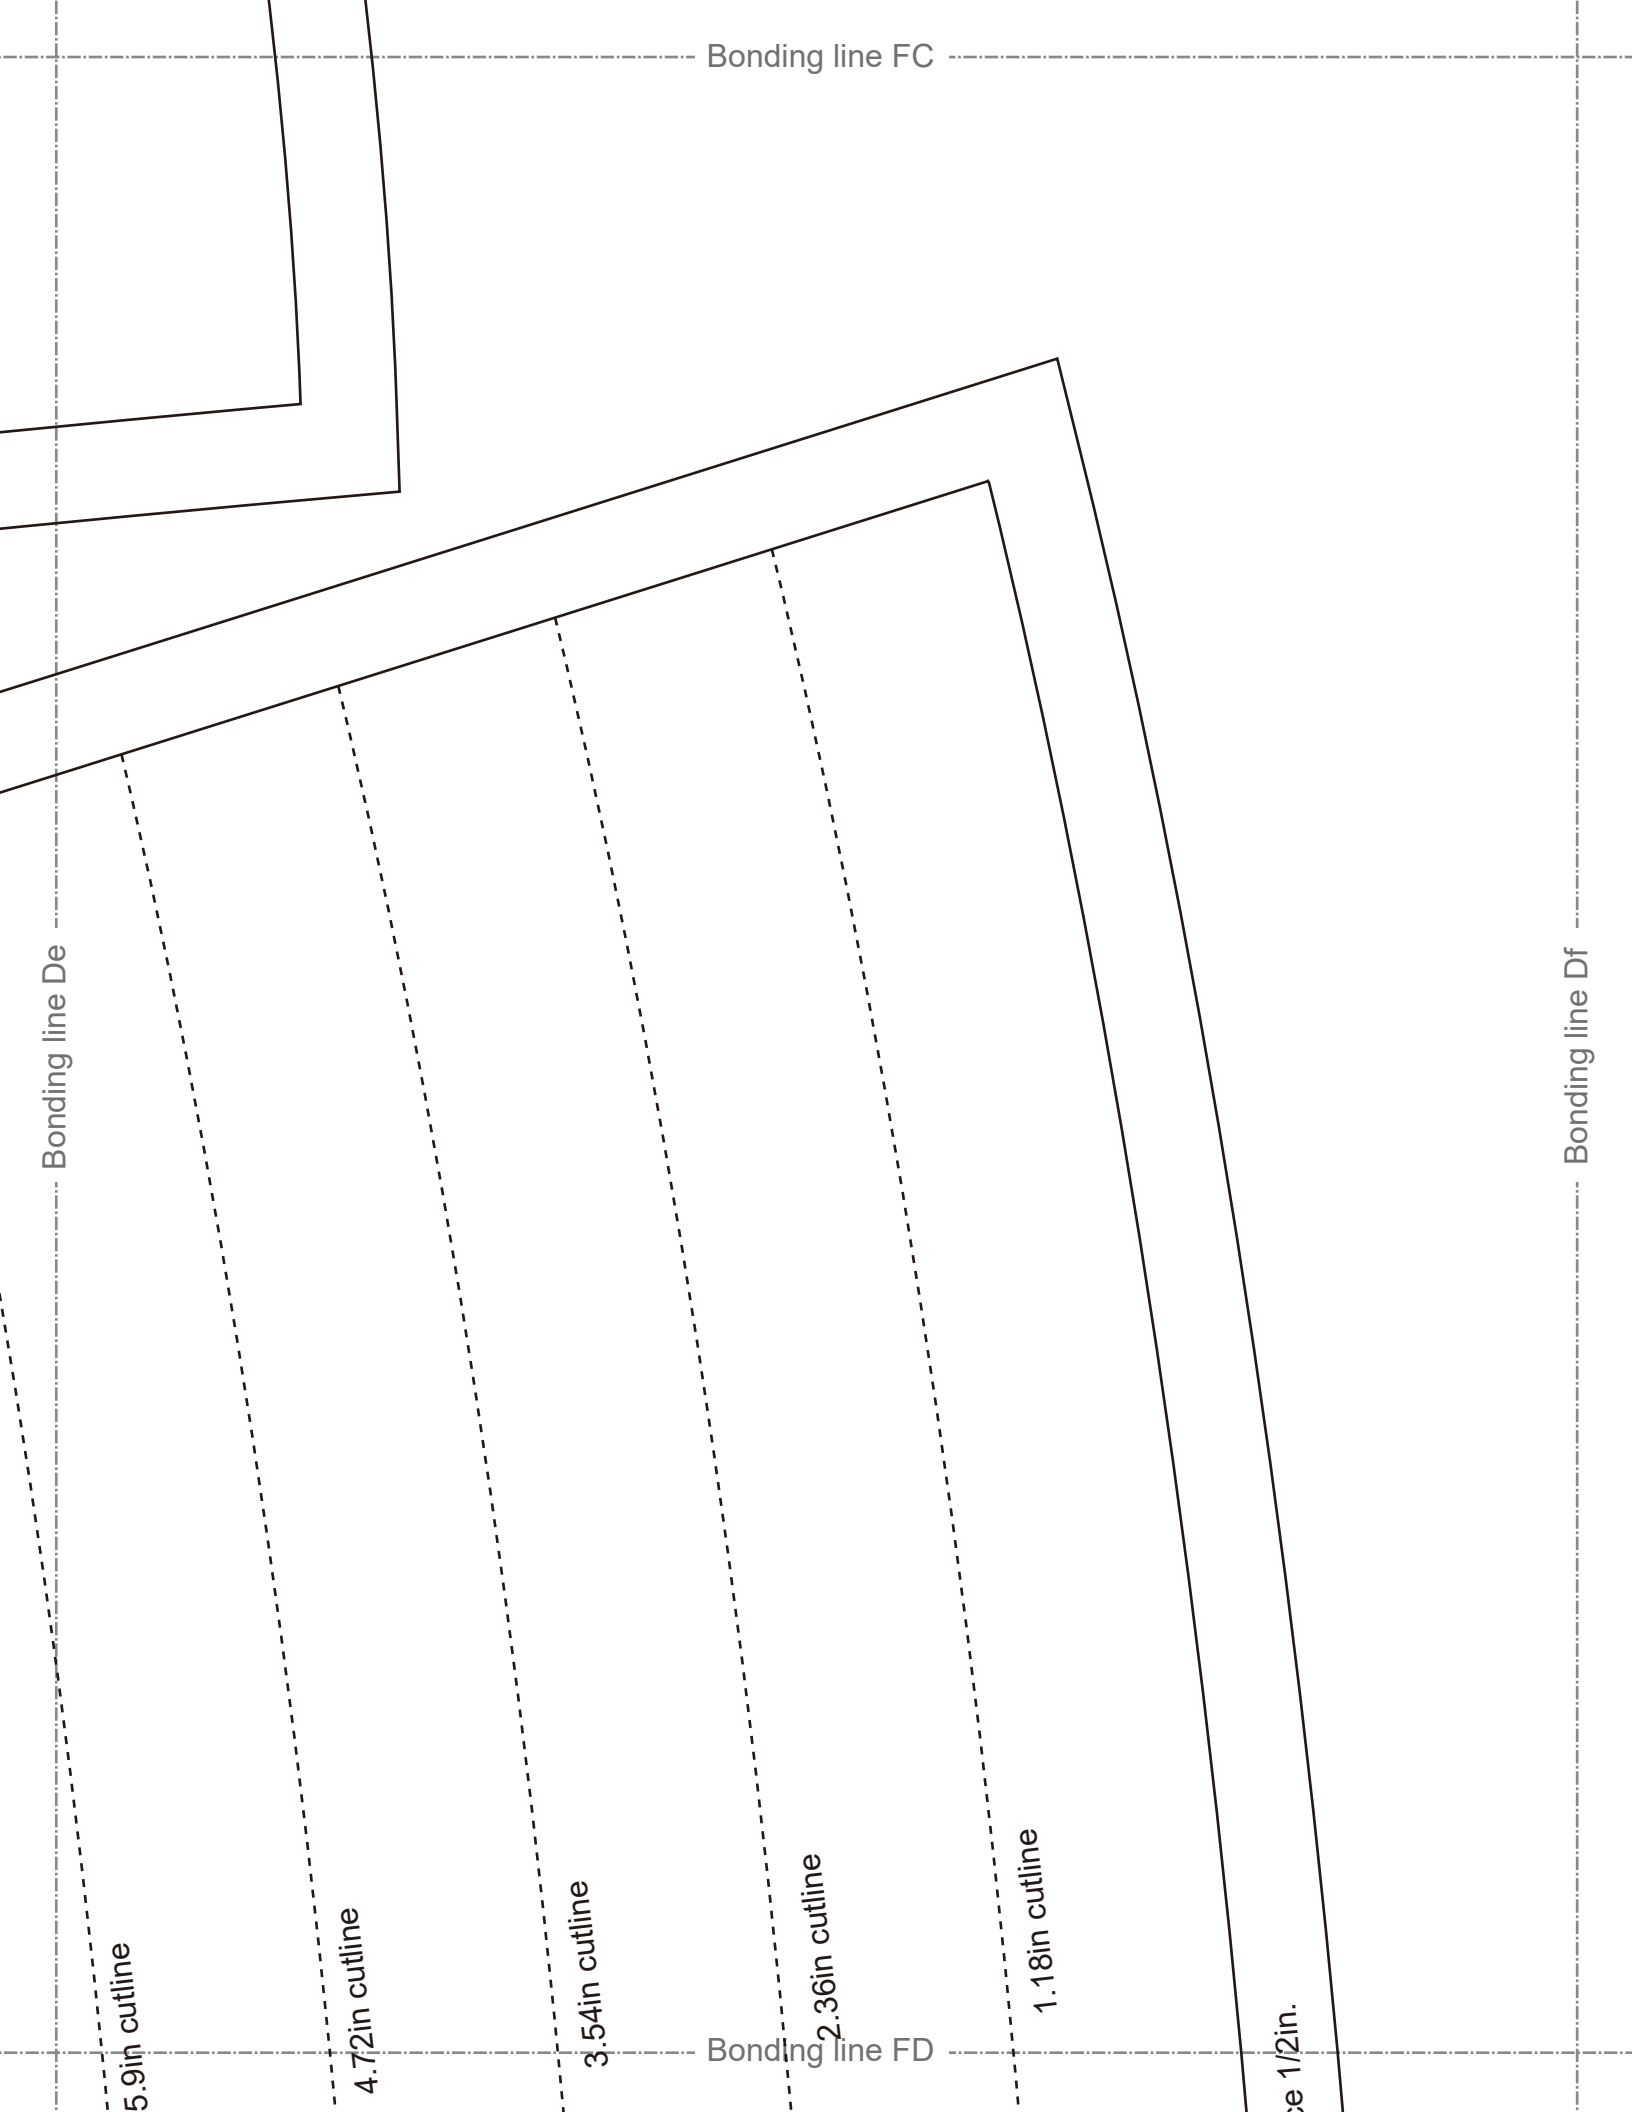 Bonding line FC
Bonding line De
Bonding line Df
5.9in cutline
4.72in cutline
3.54in cutline
2.36in cutline
1.18in cutline
ce 1/2in.
Bonding line FD